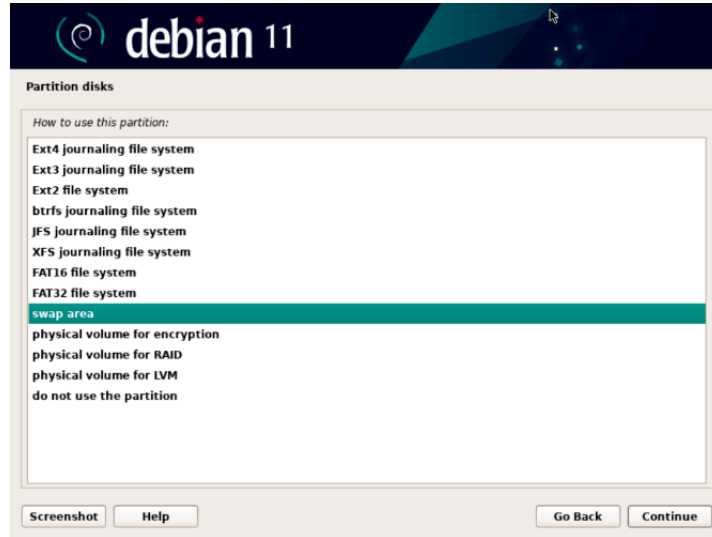 debian 11
Partition disks
How to use this partition:
Ext4 journaling file system
Ext3 journaling file system
Ext2 file system
btrfs journaling file system
JFS journaling file system
XFS journaling file system
FAT16 file system
FAT32 file system
swap area
physical volume for encryption
physical volume for RAID
physical volume for LVM
do not use the partition
Screenshot Help Go Back Continue